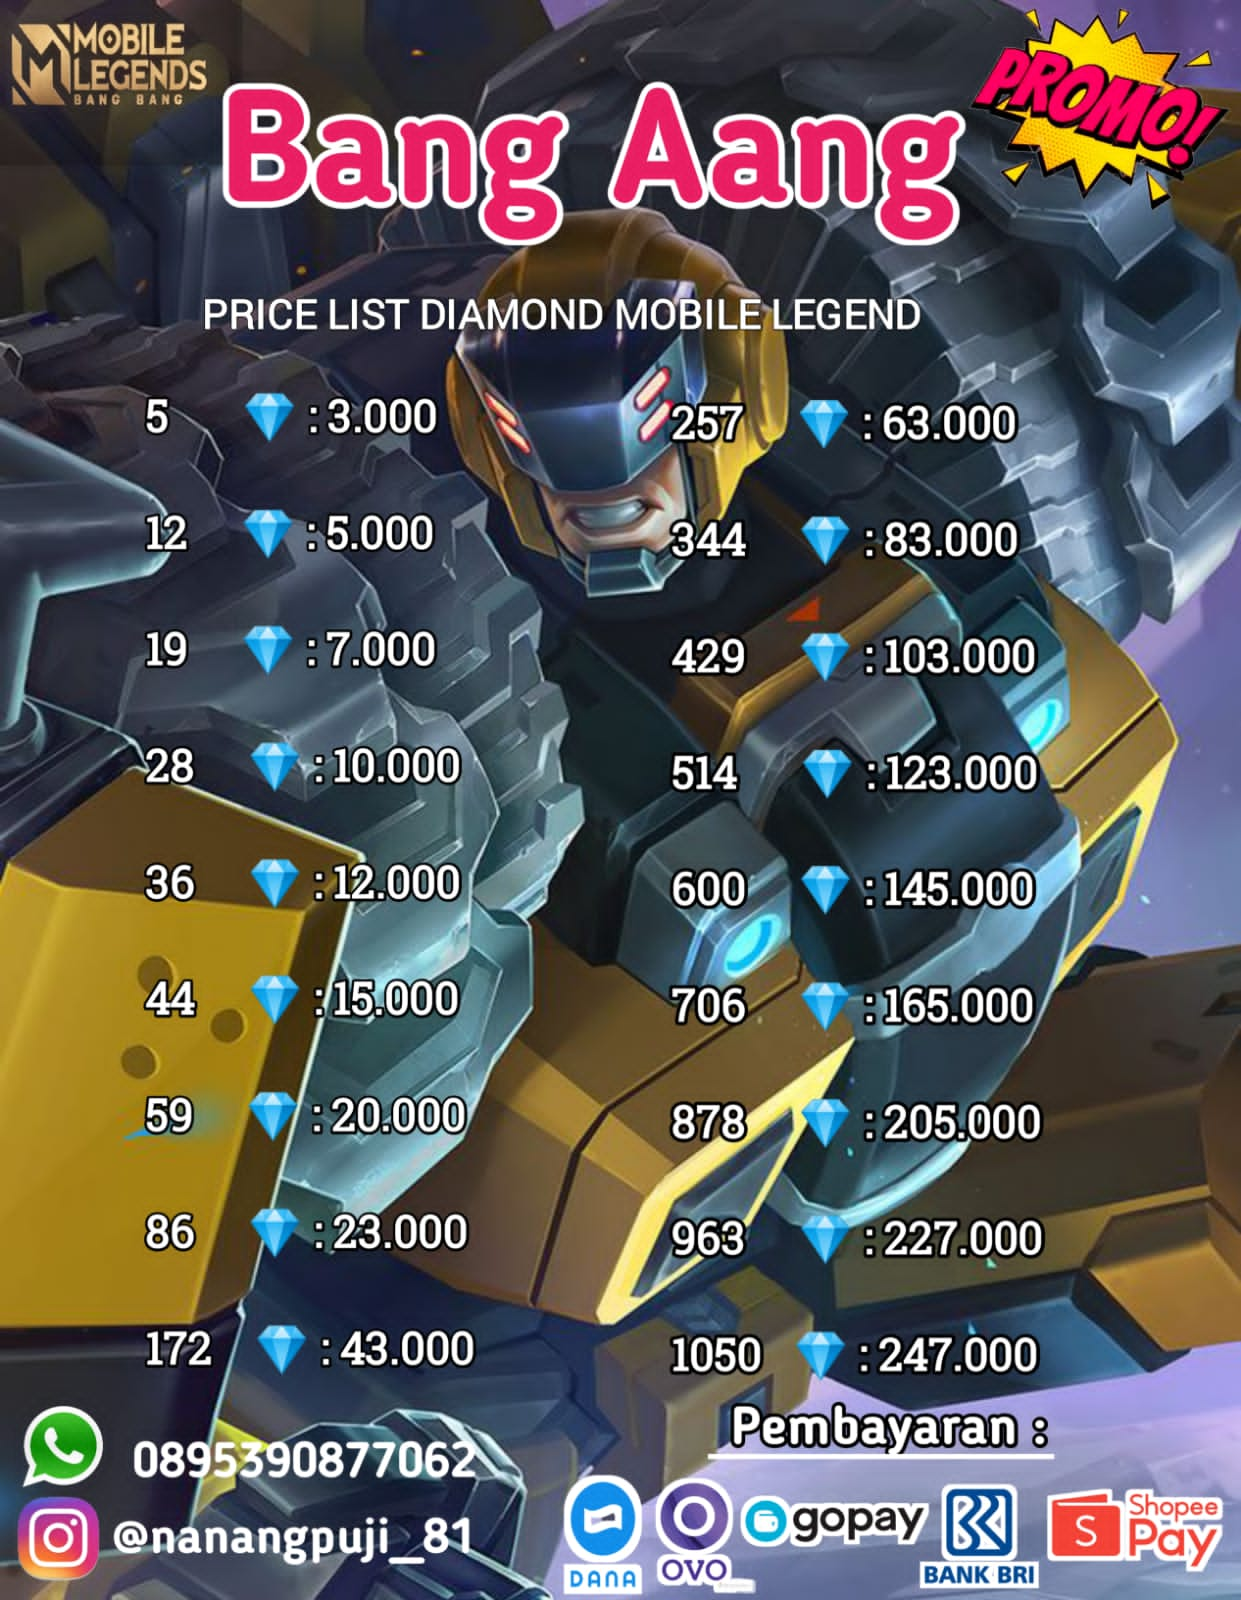 MOBILE
LEGENDS
BANG BANG
PROMO!
Bang Aang
PRICE LIST DIAMOND MOBILE LEGEND
5 💎 : 3.000
12 💎 : 5.000
19 💎 : 7.000
28 💎 : 10.000
36 💎 : 12.000
44 💎 : 15.000
59 💎 : 20.000
86 💎 : 23.000
172 💎 : 43.000
257 💎 : 63.000
344 💎 : 83.000
429 💎 : 103.000
514 💎 : 123.000
600 💎 : 145.000
706 💎 : 165.000
878 💎 : 205.000
963 💎 : 227.000
1050 💎 : 247.000
0895390877062
@nanangpuji_81
Pembayaran :
DANA
OVO
gopay
BANK BRI
S
Shopee
Pay